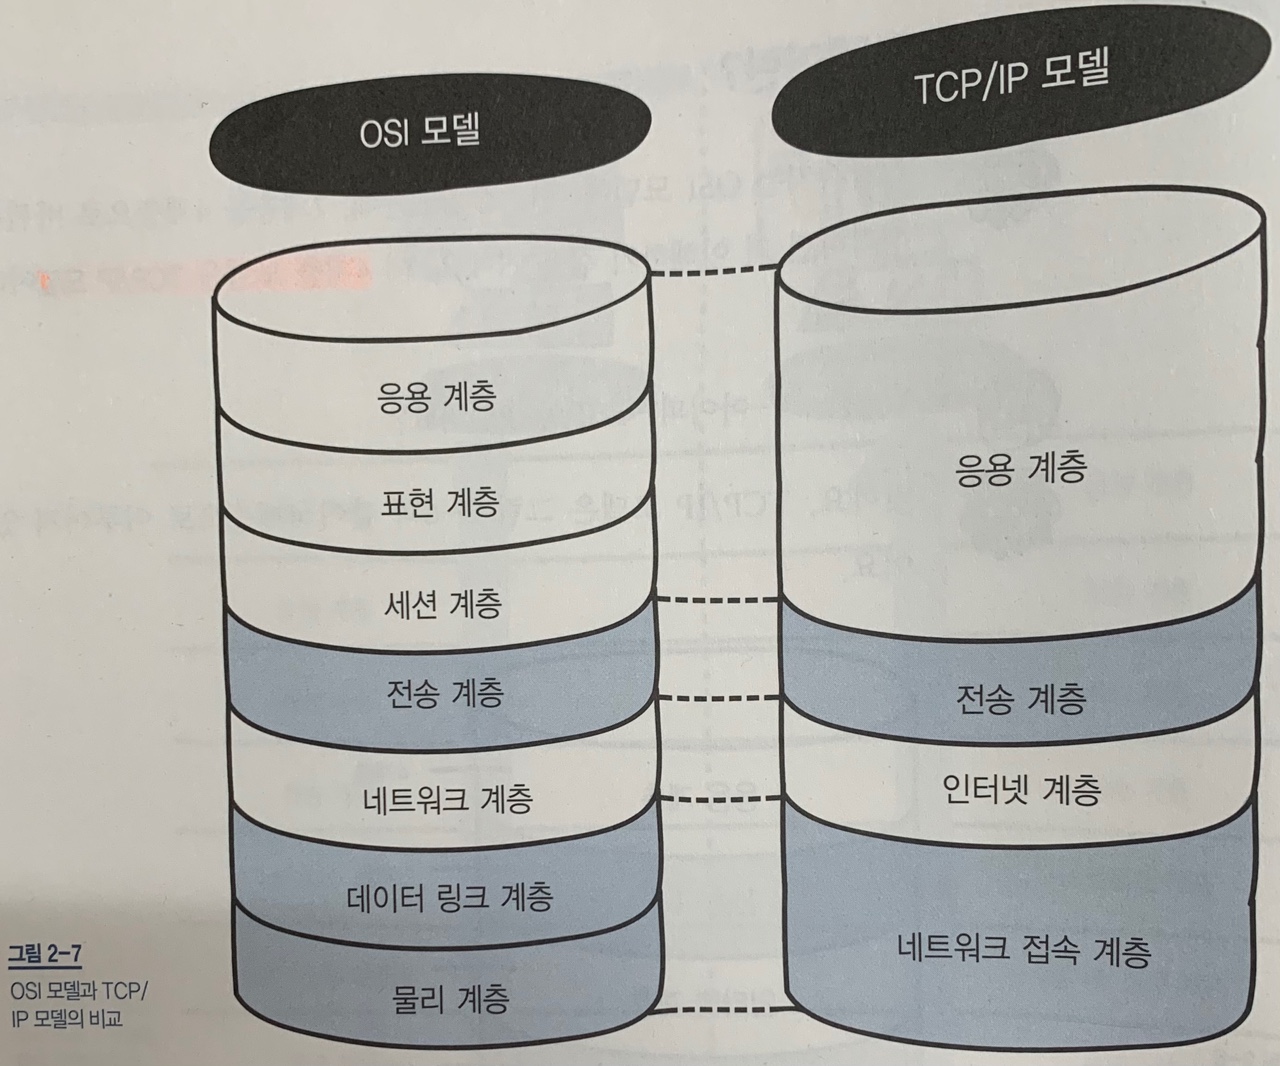 OSI 모델
TCP/IP 모델
응용 계층
표현 계층
세션 계층
전송 계층
네트워크 계층
데이터 링크 계층
물리 계층
응용 계층
전송 계층
인터넷 계층
네트워크 접속 계층
그림 2-7
OSI 모델과 TCP/
IP 모델의 비교